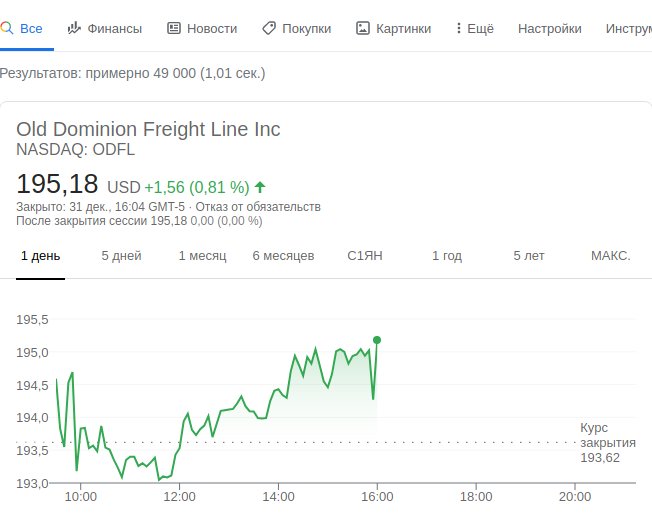 Все Финансы Новости Покупки Картинки Ещё Настройки Инструм
Результатов: примерно 49 000 (1,01 сек.)
Old Dominion Freight Line Inc
NASDAQ: ODFL
195,18 USD +1,56 (0,81 %)
Закрыто: 31 дек., 16:04 GMT-5 · Отказ от обязательств
После закрытия сессии 195,18 0,00 (0,00 %)
1 день 5 дней 1 месяц 6 месяцев С1ЯН 1 год 5 лет МАКС.
195,5
195,0
194,5
194,0
193,5
193,0
Курс
закрытия
193,62
10:00 12:00 14:00 16:00 18:00 20:00